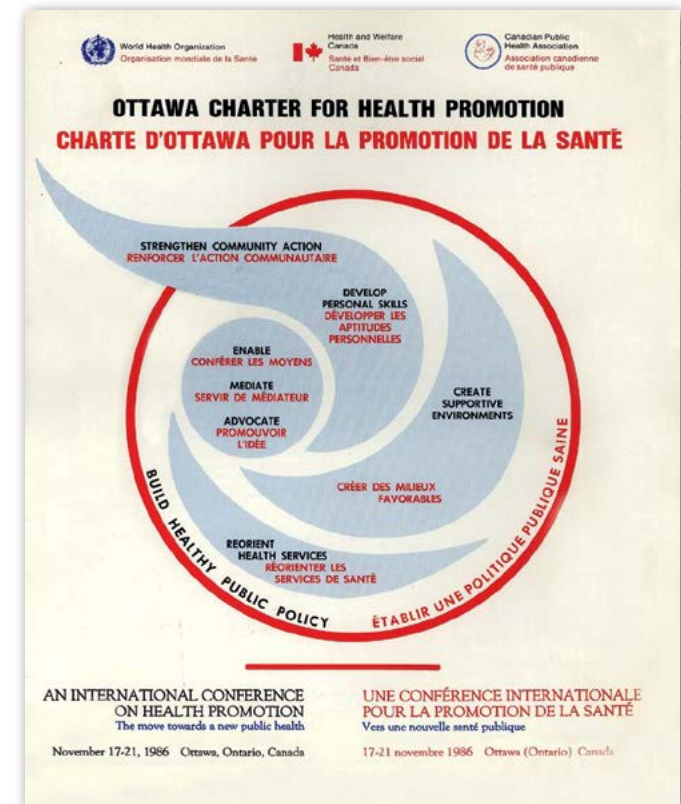 World Health Organization
Organisation mondiale de la Santé
Health and Welfare
Canada
Santé et Bien-être social
Canada
Canadian Public
Health Association
Association canadienne
de santé publique
OTTAWA CHARTER FOR HEALTH PROMOTION
CHARTE D'OTTAWA POUR LA PROMOTION DE LA SANTÉ
STRENGTHEN COMMUNITY ACTION
RENFORCER L'ACTION COMMUNAUTAIRE
DEVELOP
PERSONAL SKILLS
DÉVELOPPER LES
APTITUDES
PERSONNELLES
ENABLE
CONFÉRER LES MOYENS
MEDIATE
SERVIR DE MÉDIATEUR
ADVOCATE
PROMOUVOIR
L'IDÉE
CREATE
SUPPORTIVE
ENVIRONMENTS
CRÉER DES MILIEUX
FAVORABLES
REORIENT
HEALTH SERVICES
RÉORIENTER LES
SERVICES DE SANTÉ
BUILD HEALTHY PUBLIC POLICY
ÉTABLIR UNE POLITIQUE PUBLIQUE SAINE
AN INTERNATIONAL CONFERENCE
ON HEALTH PROMOTION
The move towards a new public health
November 17-21, 1986 Ottawa, Ontario, Canada
UNE CONFÉRENCE INTERNATIONALE
POUR LA PROMOTION DE LA SANTÉ
Vers une nouvelle santé publique
17-21 novembre 1986 Ottawa (Ontario) Canada